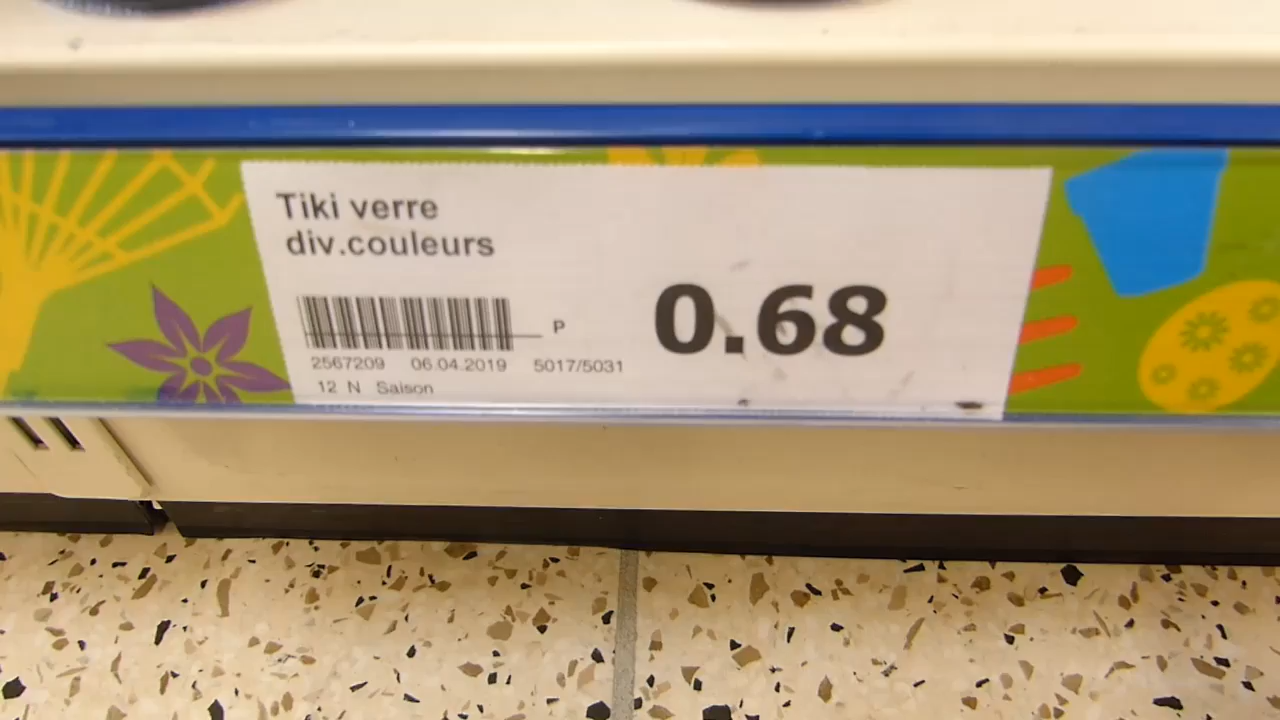 Tiki verre
div.couleurs
P
0.68
2567209 06.04.2019 5017/5031
12 N Saison